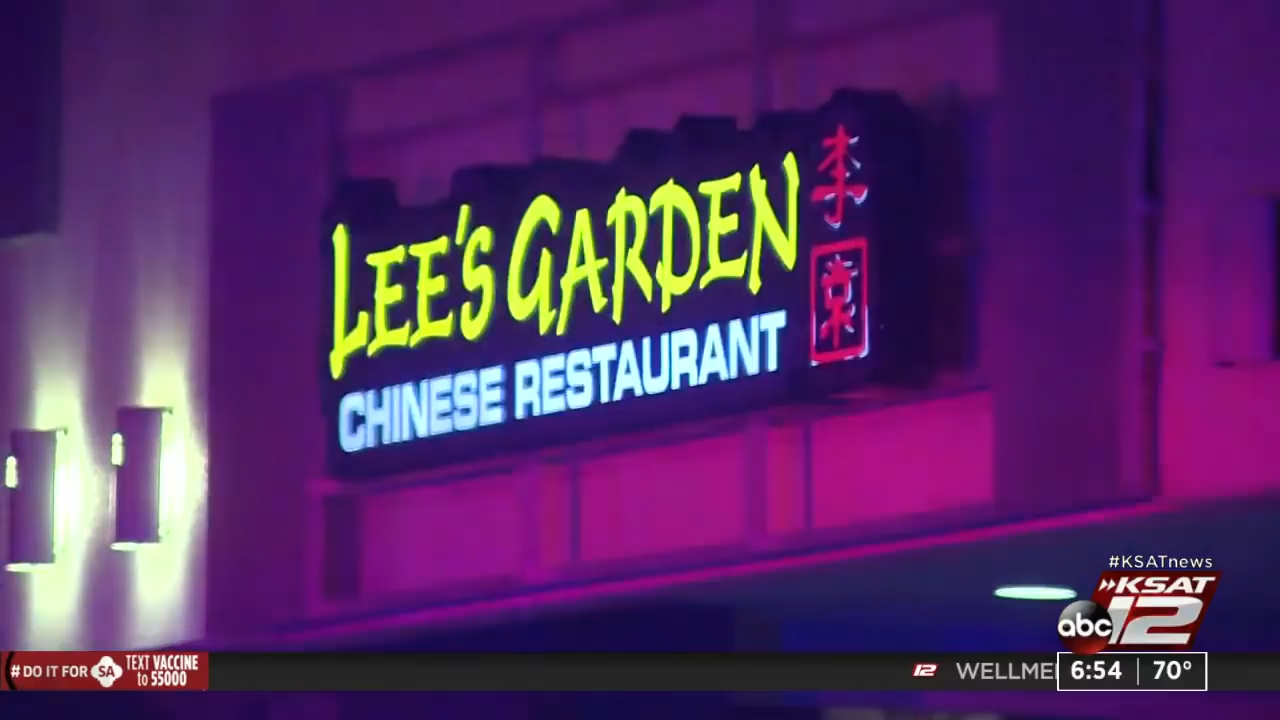 LEE'S GARDEN
CHINESE RESTAURANT
李
#KSATnews
KSAT
abc 12
#DO IT FOR SA TEXT VACCINE
to 55000
12 WELLME
6:54 70°